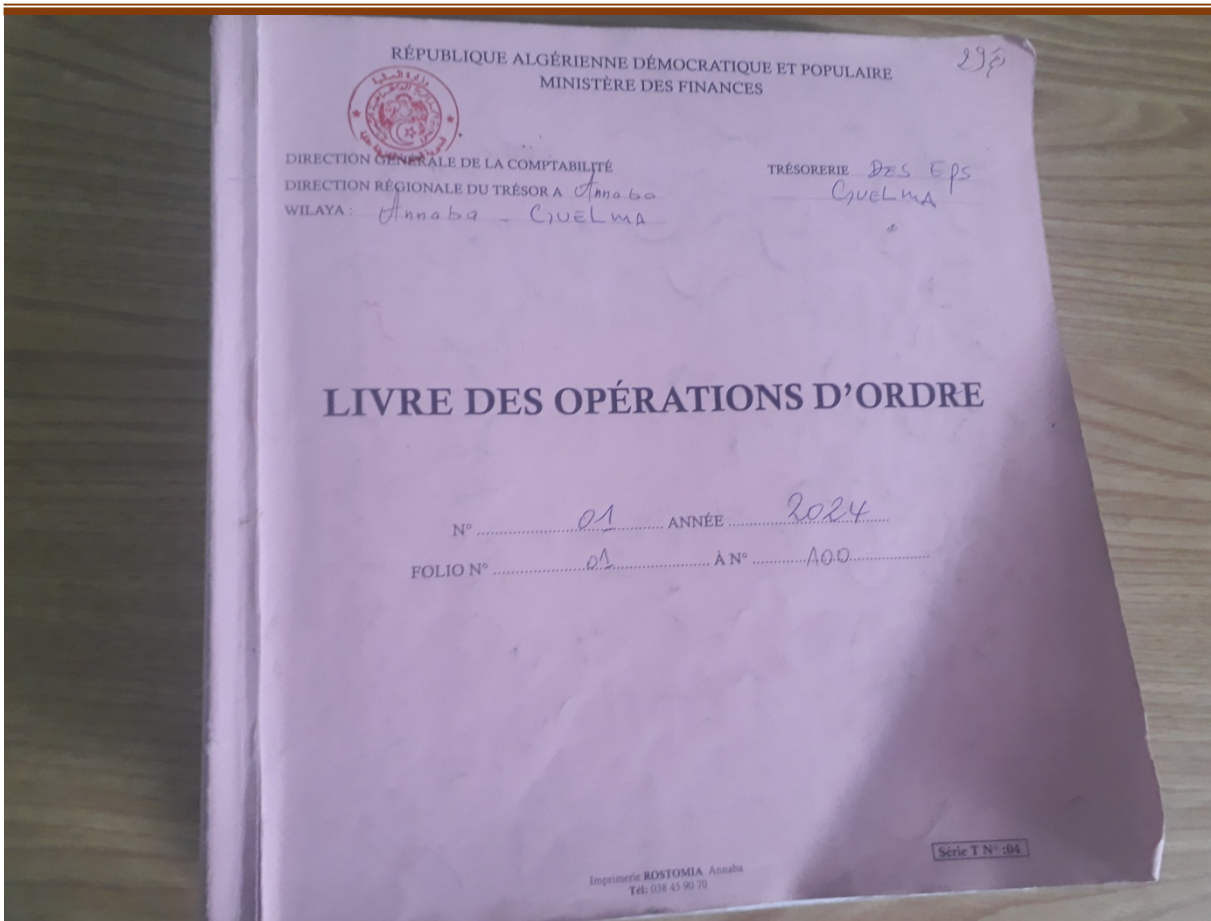 RÉPUBLIQUE ALGÉRIENNE DÉMOCRATIQUE ET POPULAIRE
MINISTÈRE DES FINANCES
DIRECTION GÉNÉRALE DE LA COMPTABILITÉ
DIRECTION RÉGIONALE DU TRÉSOR A Annaba
WILAYA : Annaba - GUELMA
TRÉSORERIE DES EPS
GUELMA
LIVRE DES OPÉRATIONS D'ORDRE
N° 01 ANNÉE 2024
FOLIO N° 01 À N° 100
Série T N° :04
Imprimerie ROSTOMIA Annaba
Tél: 038 45 90 70